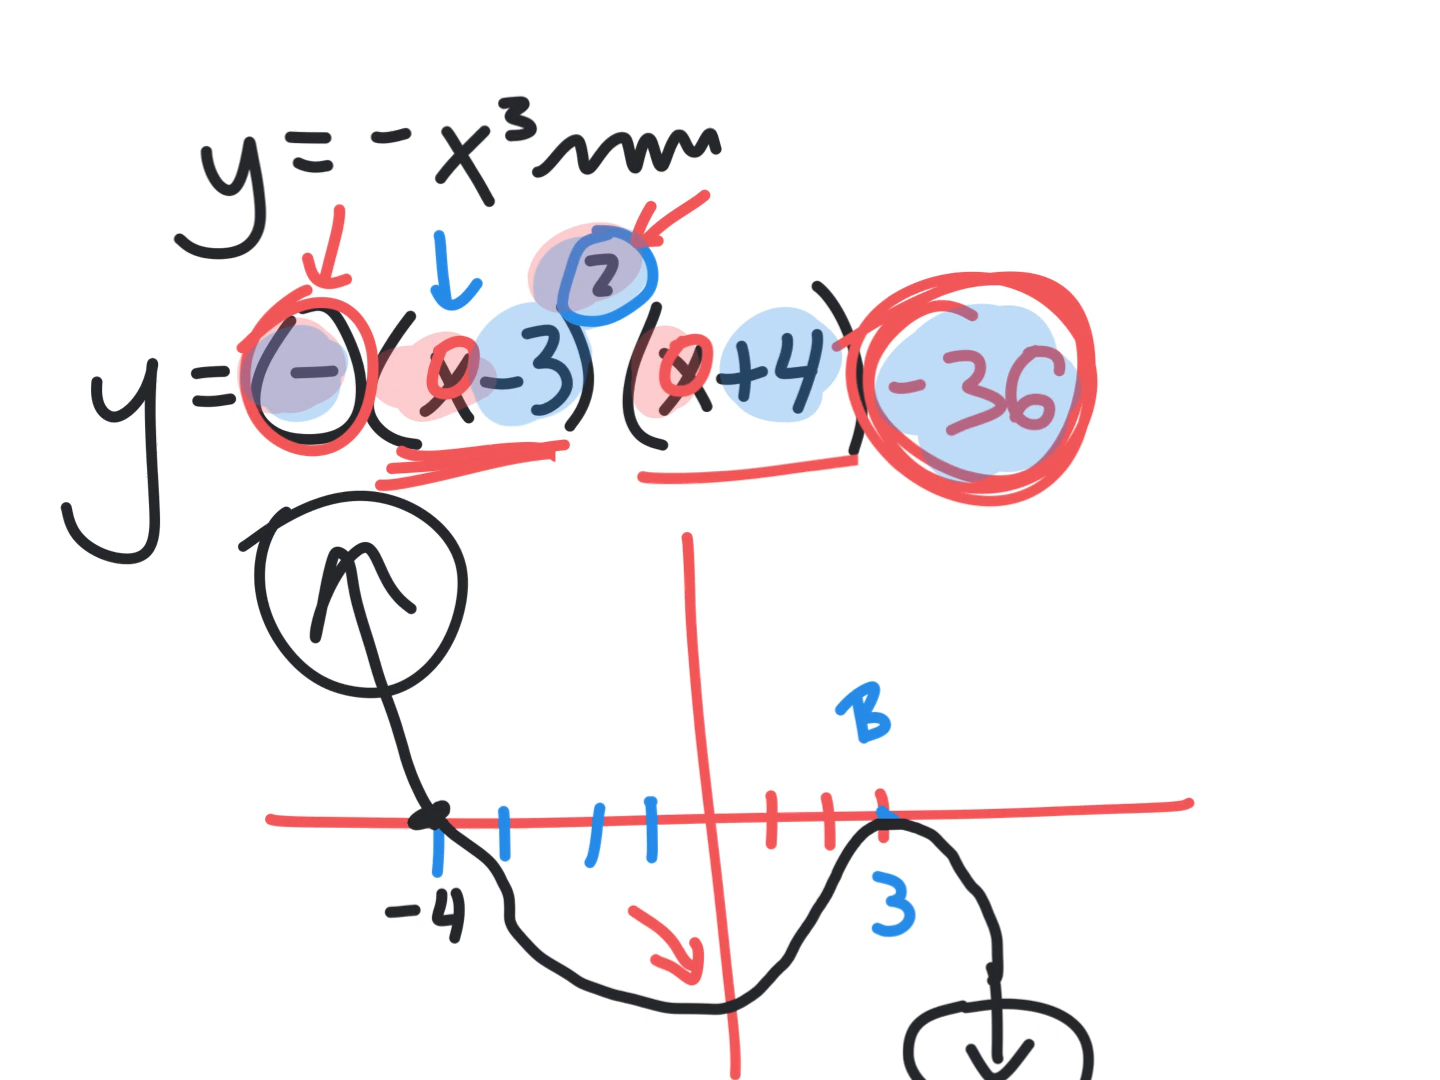 y = -x³
y = (-)(x-3)²(x+4) -36
B
-4
3